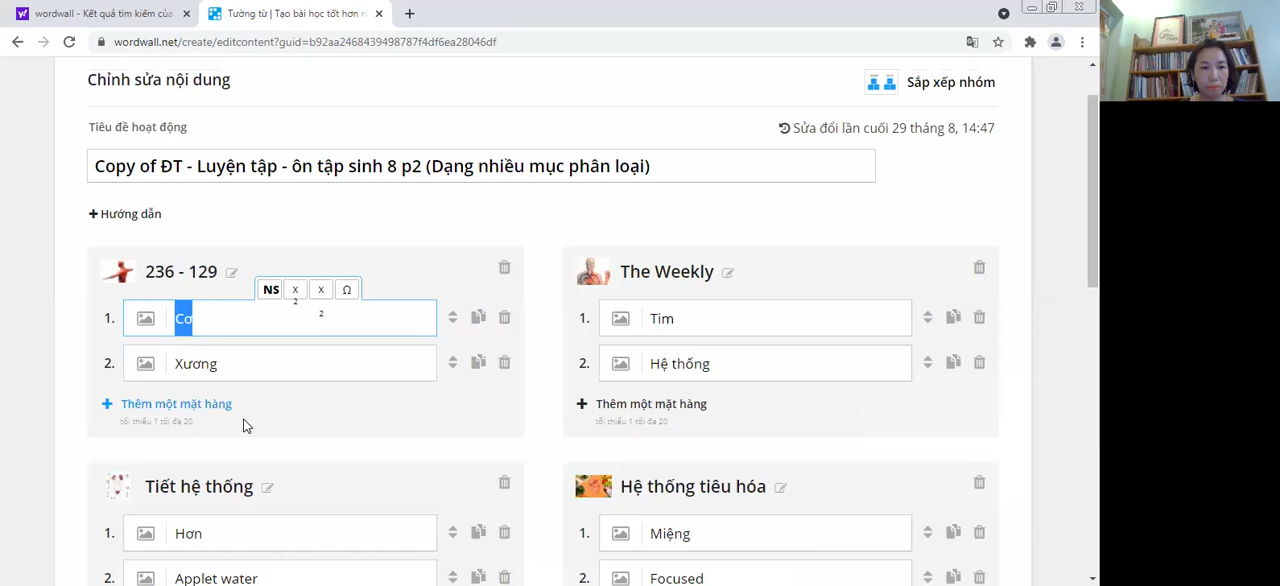 wordwall - Kết quả tìm kiếm của
Tường từ | Tạo bài học tốt hơn n
wordwall.net/create/editcontent?guid=b92aa2468439498787f4df6ea28046df
Chỉnh sửa nội dung
Sắp xếp nhóm
Tiêu đề hoạt động
Sửa đổi lần cuối 29 tháng 8, 14:47
Copy of ĐT - Luyện tập - ôn tập sinh 8 p2 (Dạng nhiều mục phân loại)
+ Hướng dẫn
236 - 129
The Weekly
NS X2 X2 Ω
1. Cơ
1. Tim
2. Xương
2. Hệ thống
+ Thêm một mặt hàng
+ Thêm một mặt hàng
tối thiểu 1 tối đa 20
tối thiểu 1 tối đa 20
Tiết hệ thống
Hệ thống tiêu hóa
1. Hơn
1. Miệng
2. Applet water
2. Focused